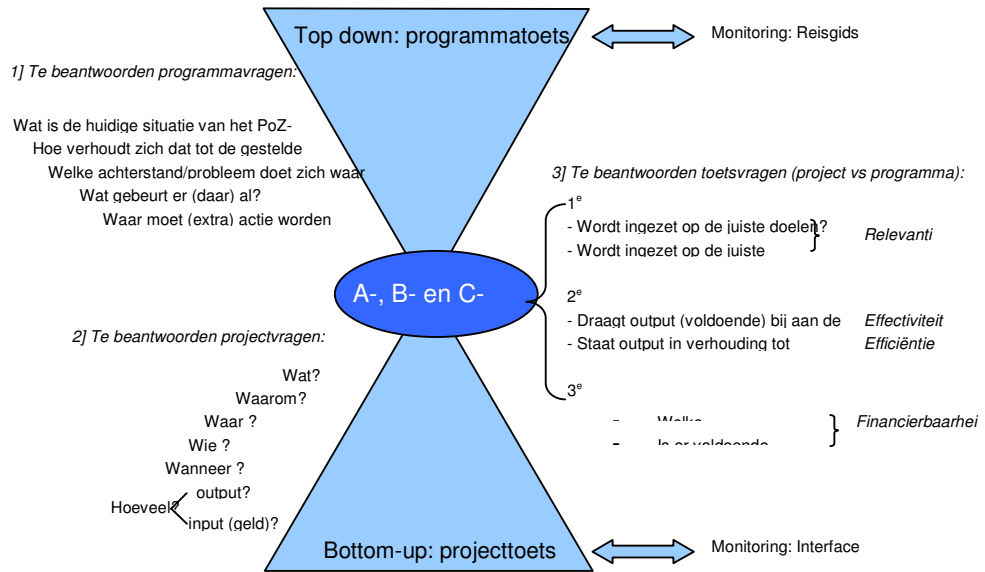 Top down: programmatoets
Monitoring: Reisgids
1] Te beantwoorden programmavragen:
Wat is de huidige situatie van het PoZ-
Hoe verhoudt zich dat tot de gestelde
Welke achterstand/probleem doet zich waar
Wat gebeurt er (daar) al?
Waar moet (extra) actie worden
3] Te beantwoorden toetsvragen (project vs programma):
1e
- Wordt ingezet op de juiste doelen?
- Wordt ingezet op de juiste
Relevanti
A-, B- en C-
2e
- Draagt output (voldoende) bij aan de
Effectiviteit
- Staat output in verhouding tot
Efficiëntie
2] Te beantwoorden projectvragen:
Wat?
Waarom?
Waar ?
Wie ?
Wanneer ?
output?
Hoeveel?
input (geld)?
3e
- Welke
- Is er voldoende
Financierbaarhei
Bottom-up: projecttoets
Monitoring: Interface